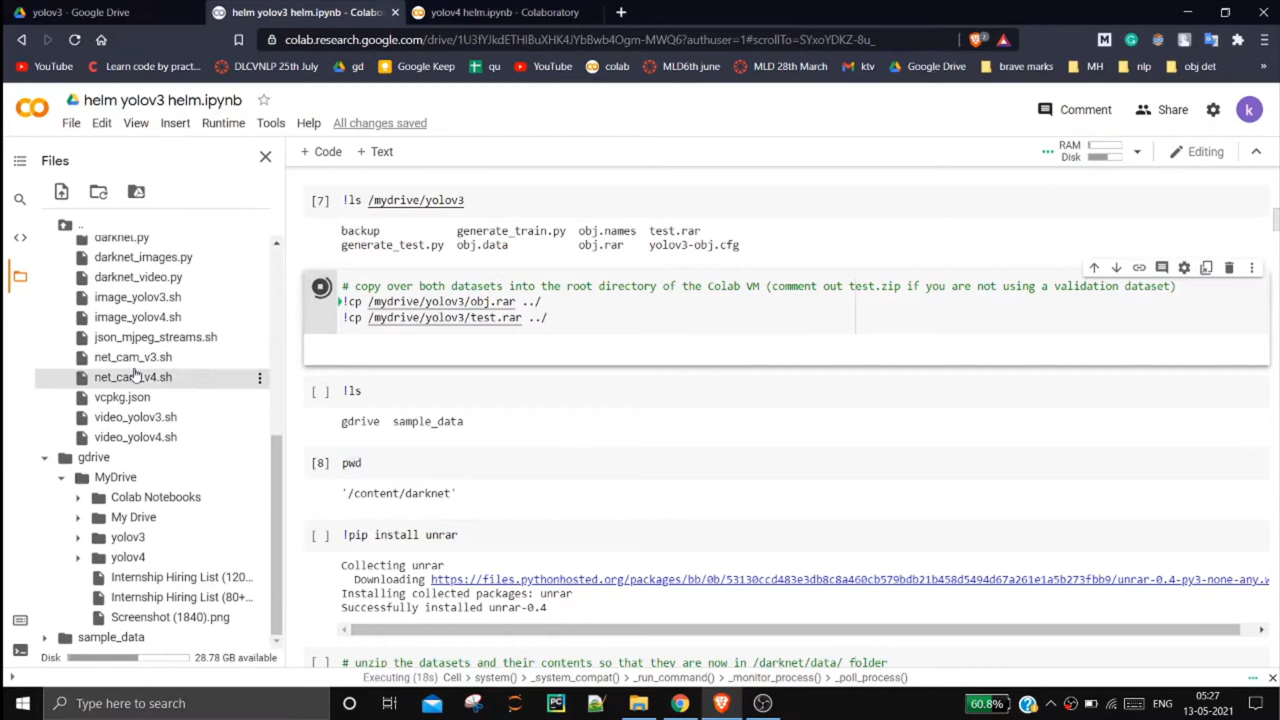 yolov3 - Google Drive
helm yolov3 helm.ipynb - Colabo
yolov4 helm.ipynb - Colaboratory
colab.research.google.com/drive/1U3fYJkdETHIBuXHK4JYbBwb4Ogm-MWQ6?authuser=1#scrollTo=SYxoYDKZ-8u_
YouTube
Learn code by pract...
DLCVNLP 25th July
gd
Google Keep
qu
YouTube
colab
MLD6th june
MLD 28th March
ktv
Google Drive
brave marks
MH
nlp
obj det
helm yolov3 helm.ipynb
File Edit View Insert Runtime Tools Help All changes saved
Comment
Share
k
Files
+ Code + Text
RAM
Disk
Editing
..
darknet.py
darknet_images.py
darknet_video.py
image_yolov3.sh
image_yolov4.sh
json_mjpeg_streams.sh
net_cam_v3.sh
net_cam_v4.sh
vcpkg.json
video_yolov3.sh
video_yolov4.sh
gdrive
MyDrive
Colab Notebooks
My Drive
yolov3
yolov4
Internship Hiring List (120...
Internship Hiring List (80+...
Screenshot (1840).png
sample_data
Disk 28.78 GB available
[7] !ls /mydrive/yolov3
backup generate_train.py obj.names test.rar
generate_test.py obj.data obj.rar yolov3-obj.cfg
# copy over both datasets into the root directory of the Colab VM (comment out test.zip if you are not using a validation dataset)
!cp /mydrive/yolov3/obj.rar ../
!cp /mydrive/yolov3/test.rar ../
[ ] !ls
gdrive sample_data
[8] pwd
'/content/darknet'
[ ] !pip install unrar
Collecting unrar
Downloading https://files.pythonhosted.org/packages/bb/0b/53130ccd483e3db8c8a460cb579bdb21b458d5494d67a261e1a5b273fbb9/unrar-0.4-py3-none-any.w
Installing collected packages: unrar
Successfully installed unrar-0.4
[ ] # unzip the datasets and their contents so that they are now in /darknet/data/ folder
Executing (18s) Cell > system() > _system_compat() > _run_command() > _monitor_process() > _poll_process()
Type here to search
60.8%
ENG
05:27
13-05-2021